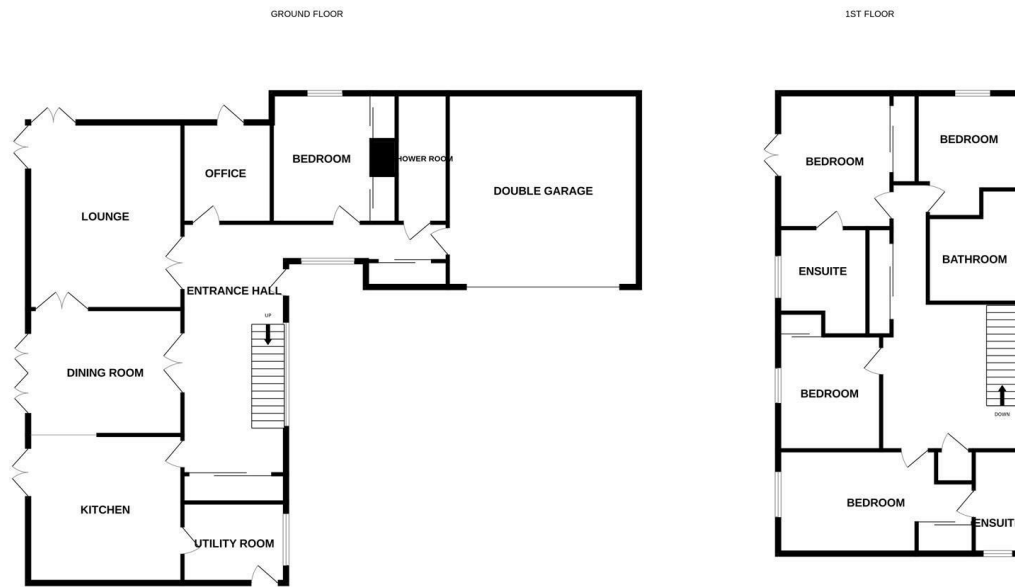 GROUND FLOOR
1ST FLOOR
BEDROOM
HOWER ROOM
OFFICE
DOUBLE GARAGE
LOUNGE
ENTRANCE HALL
UP
DINING ROOM
KITCHEN
UTILITY ROOM
BEDROOM
BEDROOM
ENSUITE
BATHROOM
BEDROOM
DOWN
BEDROOM
ENSUIT